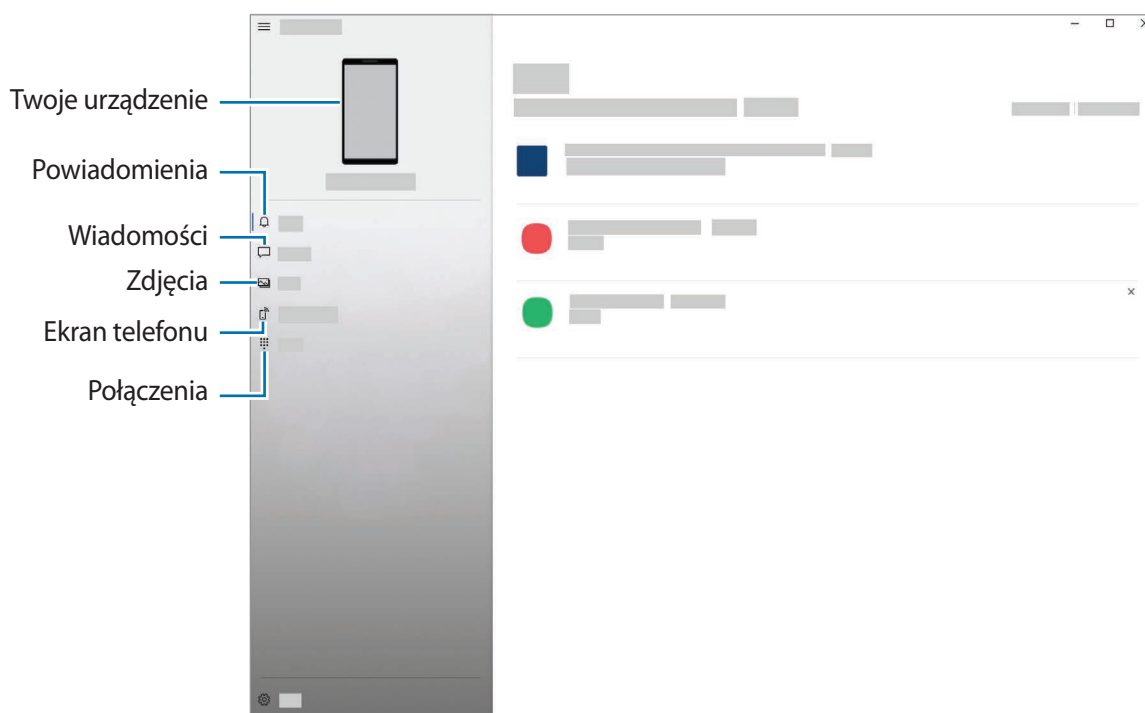 Twoje urządzenie
Powiadomienia
Wiadomości
Zdjęcia
Ekran telefonu
Połączenia